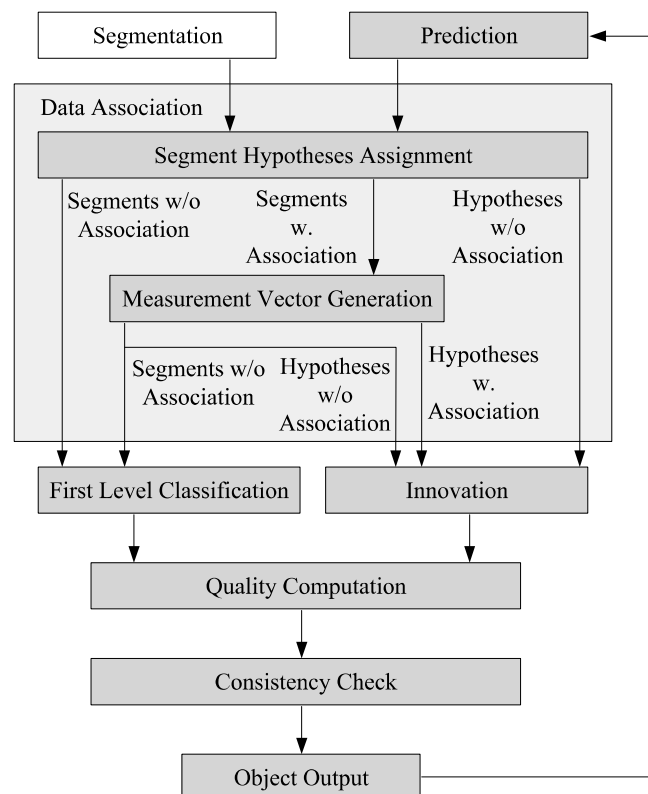 Segmentation
Prediction
Data Association
Segment Hypotheses Assignment
Segments w/o
Association
Segments
w.
Association
Hypotheses
w/o
Association
Measurement Vector Generation
Segments w/o
Association
Hypotheses
w/o
Association
Hypotheses
w.
Association
First Level Classification
Innovation
Quality Computation
Consistency Check
Object Output